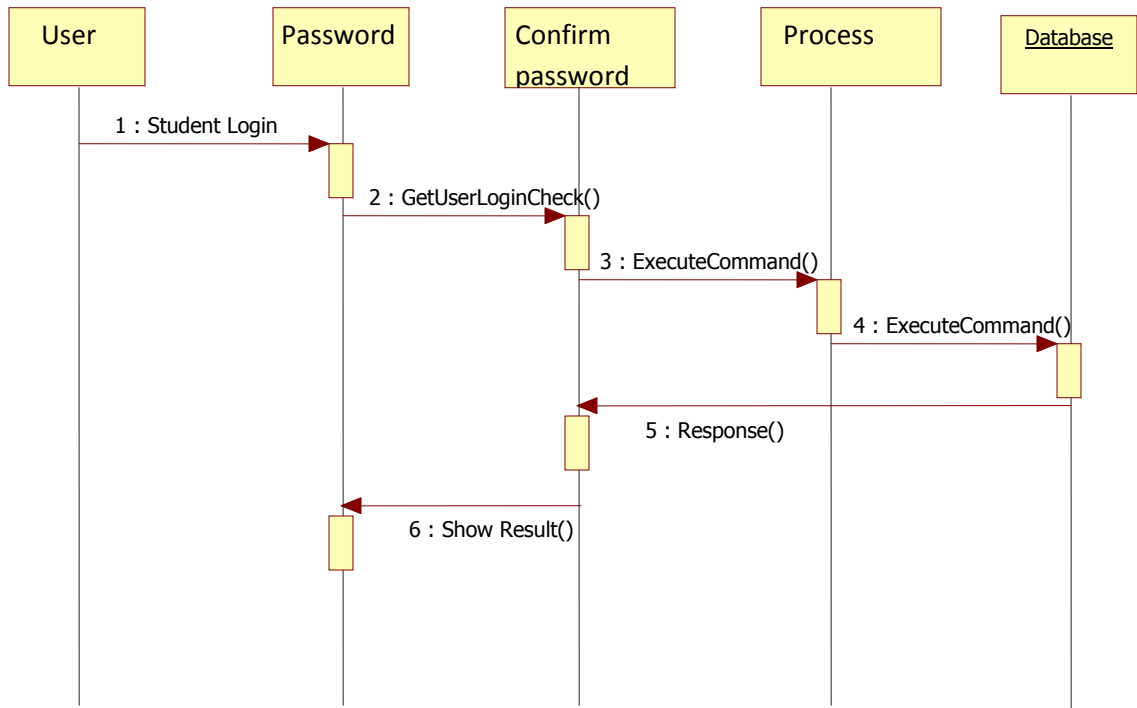 User
Password
Confirm
password
Process
Database
1 : Student Login
2 : GetUserLoginCheck()
3 : ExecuteCommand()
4 : ExecuteCommand()
5 : Response()
6 : Show Result()